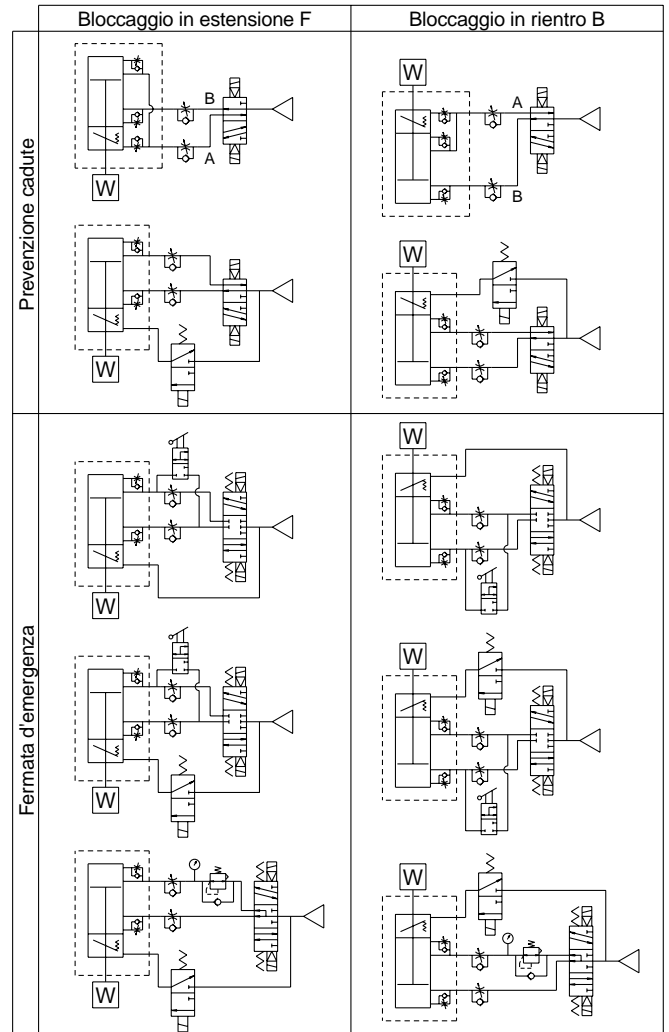 Bloccaggio in estensione F
Bloccaggio in rientro B
Prevenzione cadute
B
A
W
W
A
B
W
W
Fermata d'emergenza
W
W
W
W
W
W